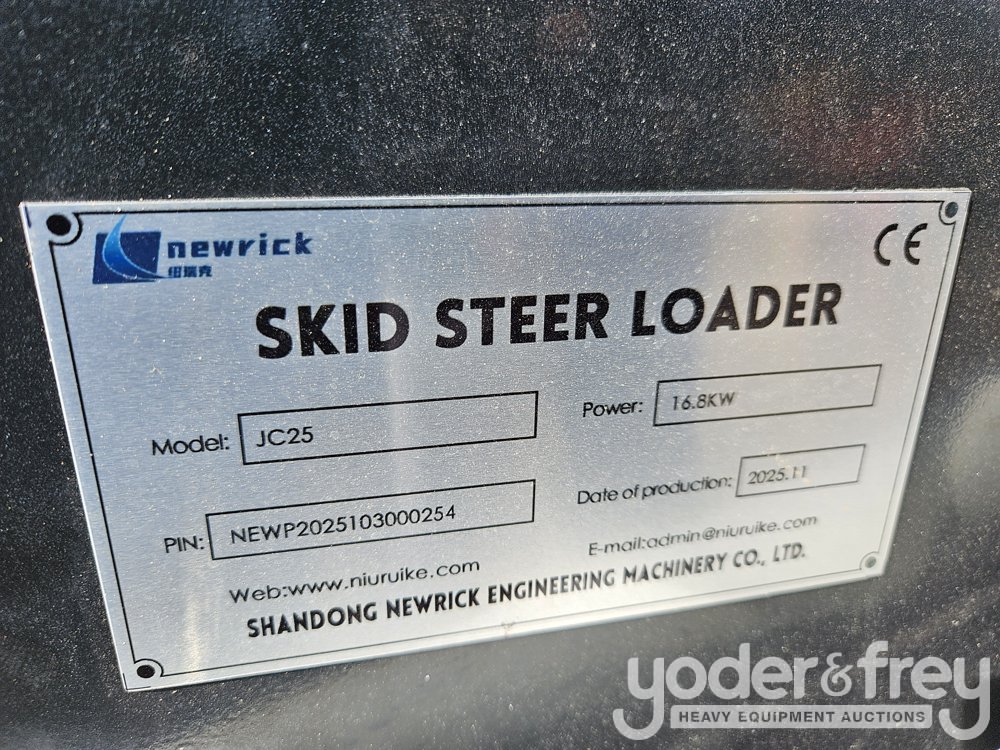 newrick
纽瑞克
CE
SKID STEER LOADER
Model: JC25
Power: 16.8KW
PIN: NEWP2025103000254
Date of production: 2025.11
Web:www.niuruike.com
E-mail:admin@niuruike.com
SHANDONG NEWRICK ENGINEERING MACHINERY CO., LTD.
yoder&frey
HEAVY EQUIPMENT AUCTIONS